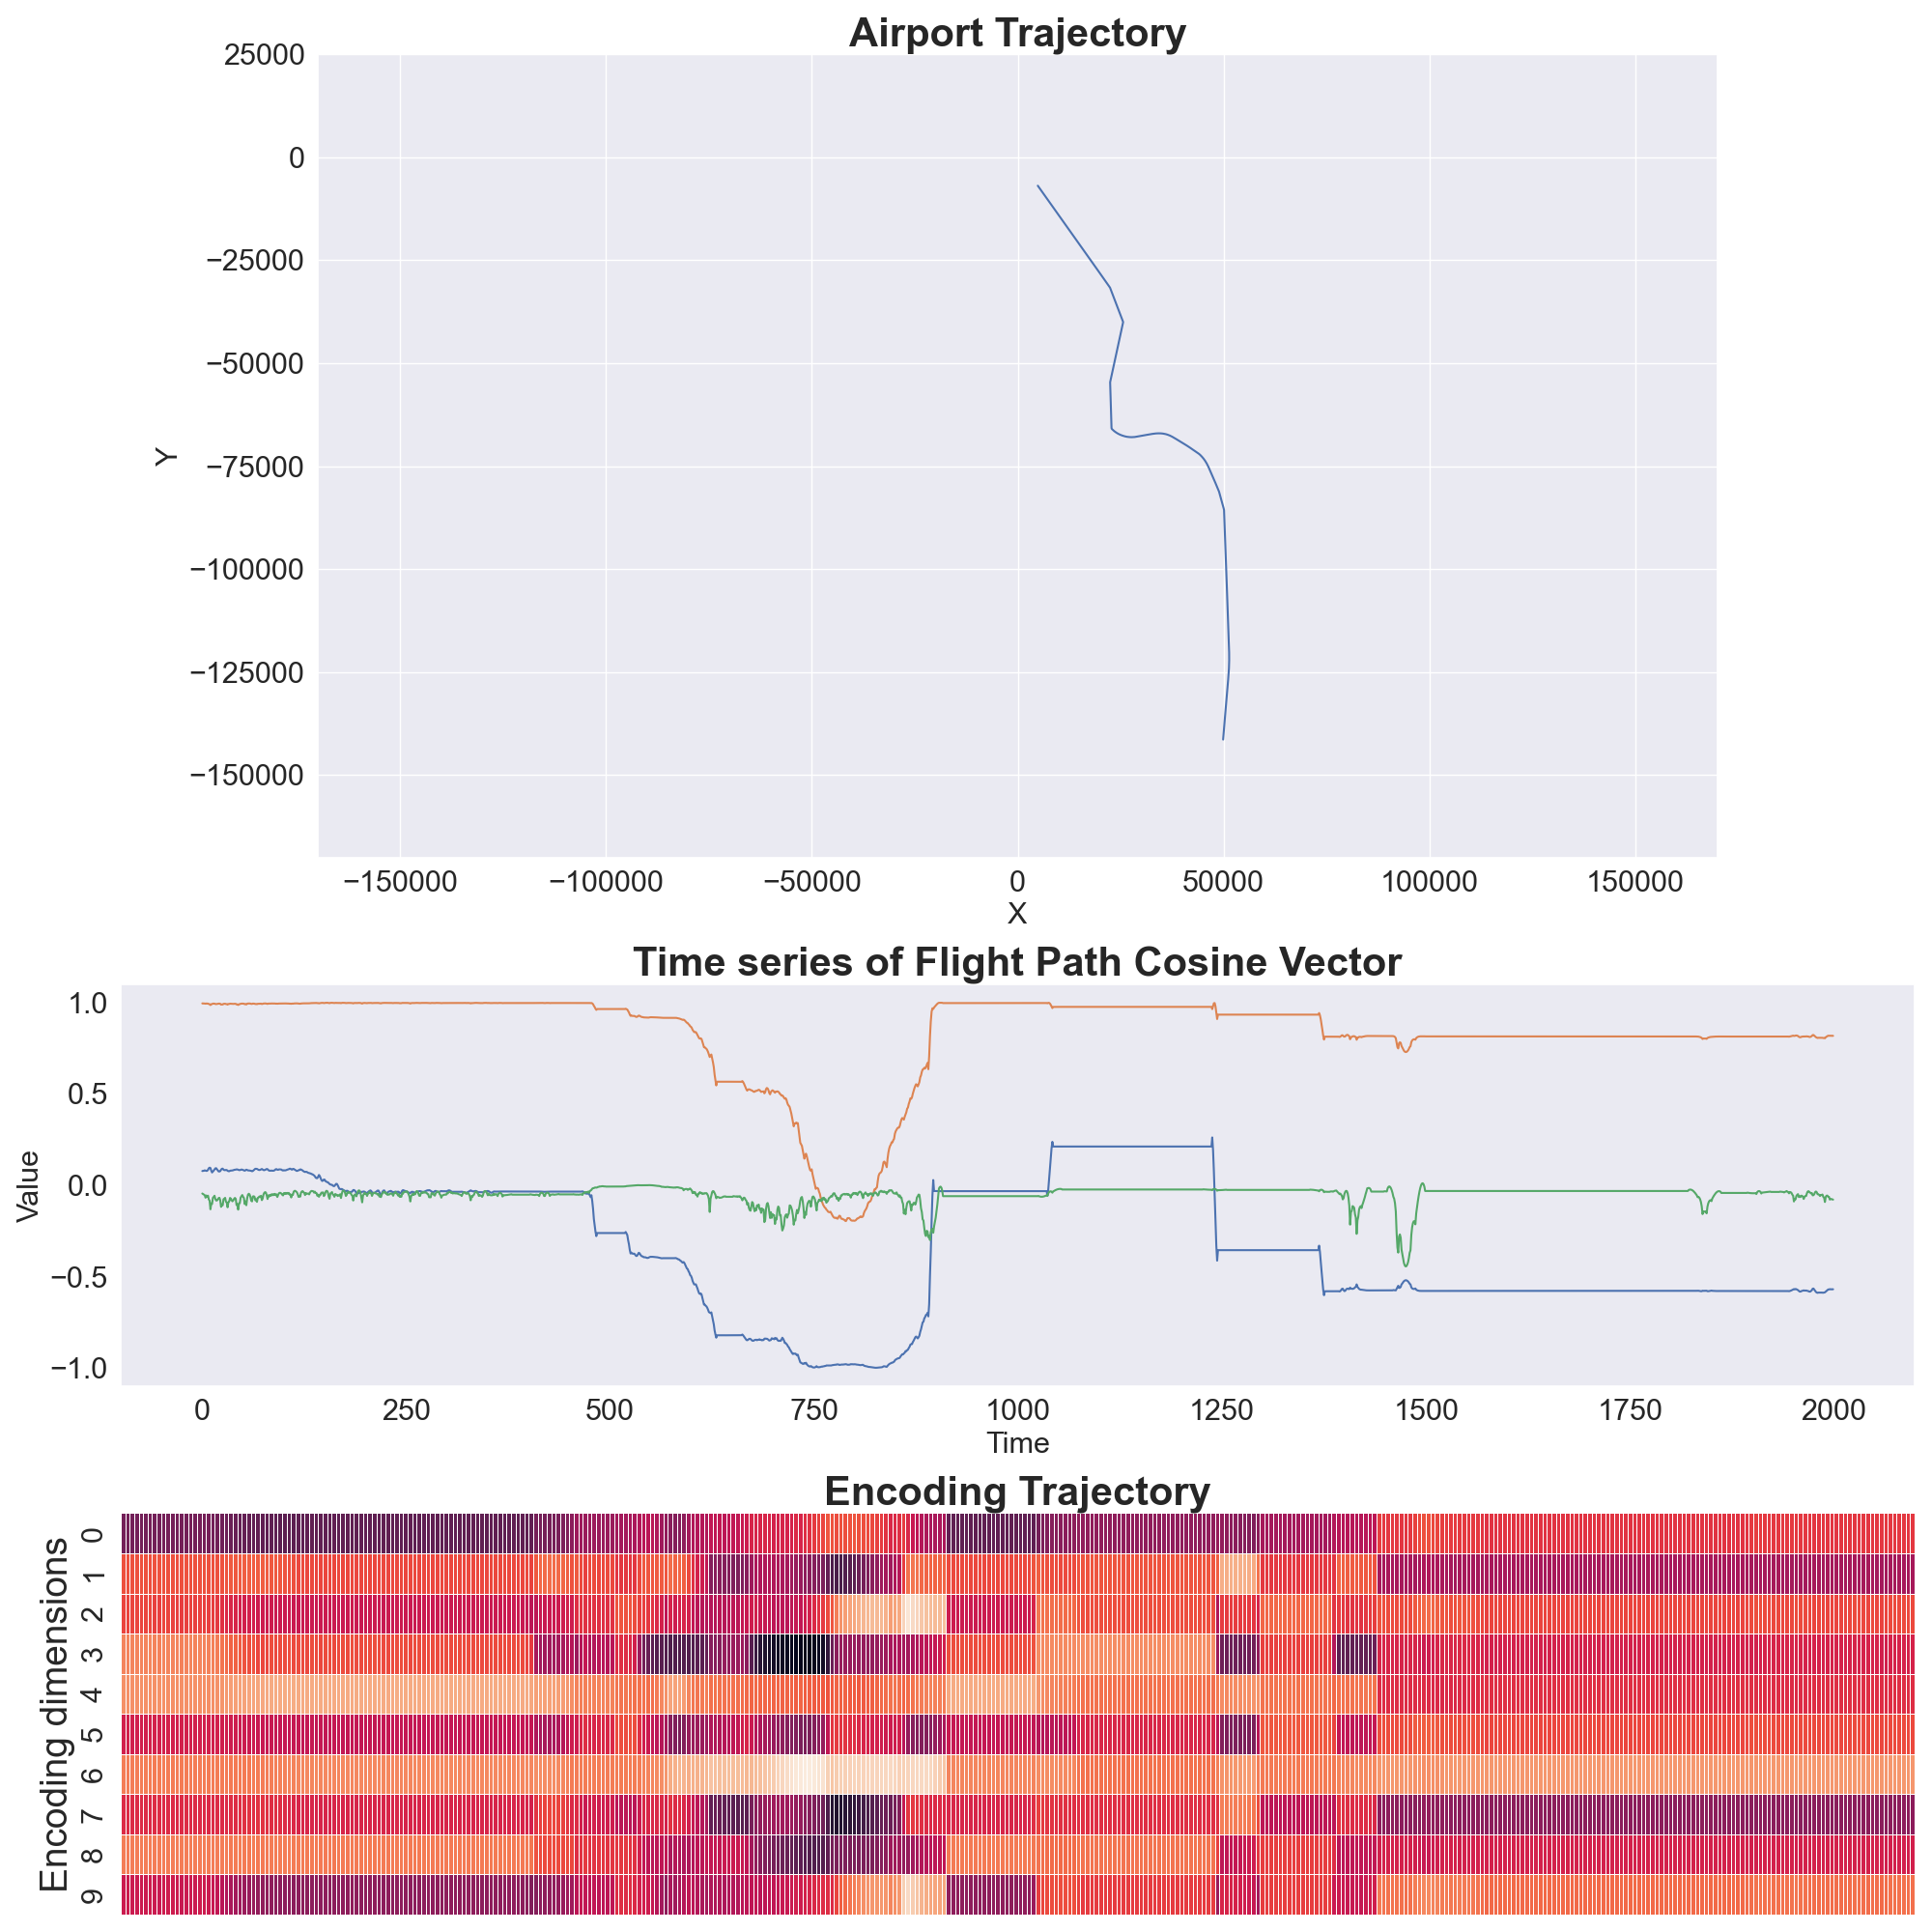 Airport Trajectory
25000
0
−25000
−50000
−75000
−100000
−125000
−150000
Y
−150000 −100000 −50000 0 50000 100000 150000
X
Time series of Flight Path Cosine Vector
1.0
0.5
0.0
−0.5
−1.0
Value
0 250 500 750 1000 1250 1500 1750 2000
Time
Encoding Trajectory
Encoding dimensions
0
1
2
3
4
5
6
7
8
9